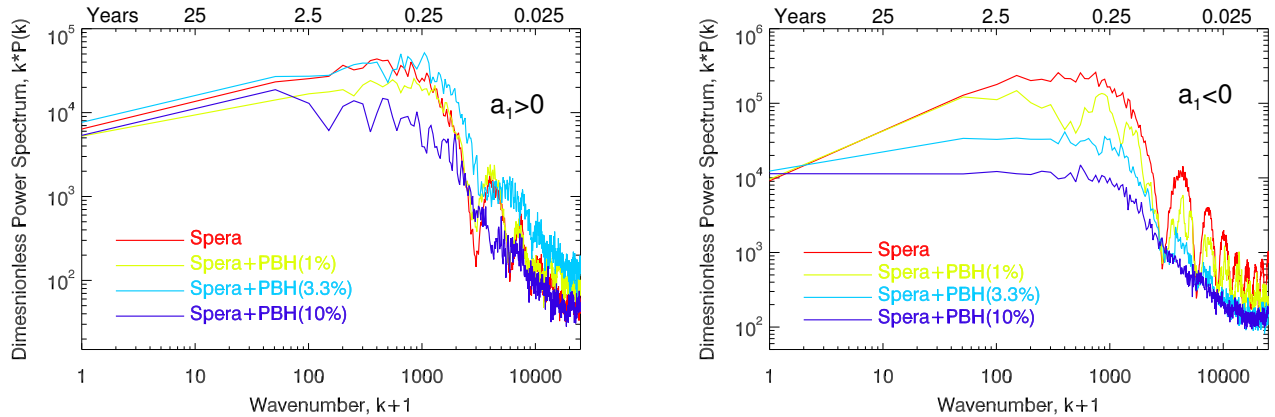 Years 25 2.5 0.25 0.025
10^5
10^4
10^3
10^2
Dimesnionless Power Spectrum, k*P(k)
a_1>0
Spera
Spera+PBH(1%)
Spera+PBH(3.3%)
Spera+PBH(10%)
1 10 100 1000 10000
Wavenumber, k+1
Years 25 2.5 0.25 0.025
10^6
10^5
10^4
10^3
10^2
Dimesnionless Power Spectrum, k*P(k)
a_1<0
Spera
Spera+PBH(1%)
Spera+PBH(3.3%)
Spera+PBH(10%)
1 10 100 1000 10000
Wavenumber, k+1